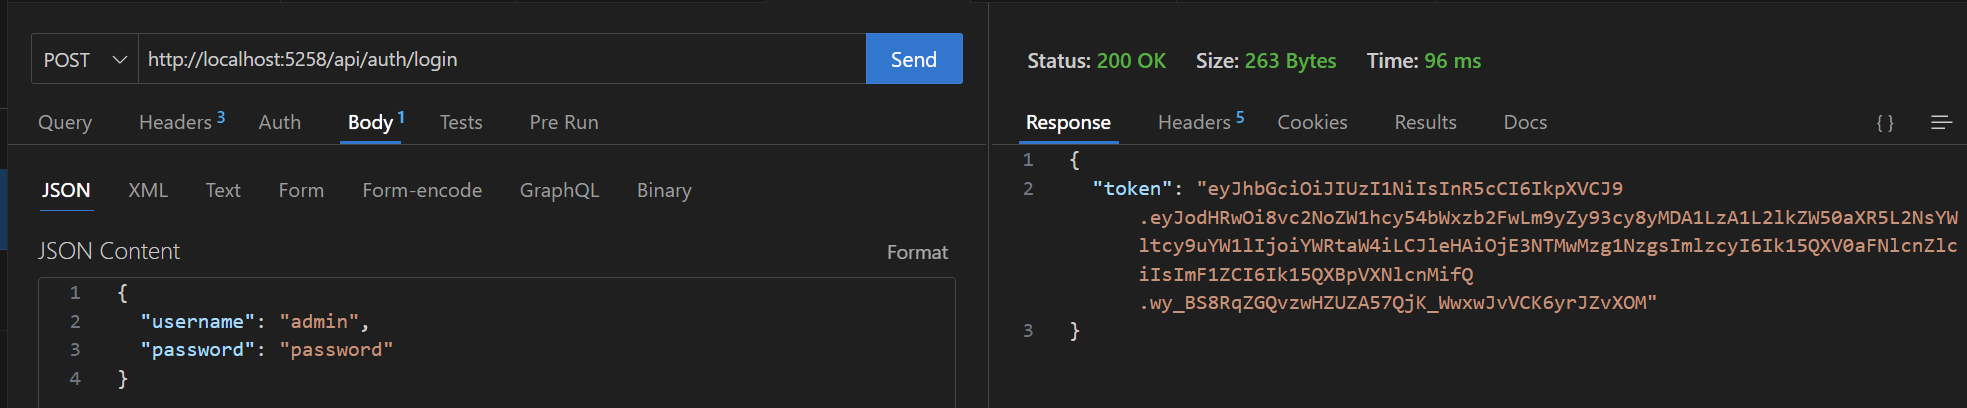 POST http://localhost:5258/api/auth/login Send
Query Headers 3 Auth Body 1 Tests Pre Run
JSON XML Text Form Form-encode GraphQL Binary
JSON Content Format
1 {
2 "username": "admin",
3 "password": "password"
4 }
Status: 200 OK Size: 263 Bytes Time: 96 ms
Response Headers 5 Cookies Results Docs { }
1 {
2 "token": "eyJhbGciOiJIUzI1NiIsInR5cCI6IkpXVCJ9
.eyJodHRwOi8vc2NoZW1hcy54bWxzb2FwLm9yZy93cy8yMDA1LzA1L2lkZW50aXR5L2NsYW
ltcy9uYW1lIjoiYWRtaW4iLCJleHAiOjE3NTMwMzg1NzgsImlzcyI6Ik15QXV0aFNlcnZlc
iIsImF1ZCI6Ik15QXBpVXNlcnMifQ
.wy_BS8RqZGQvzwHZUZA57QjK_WwxwJvVCK6yrJZvXOM"
3 }